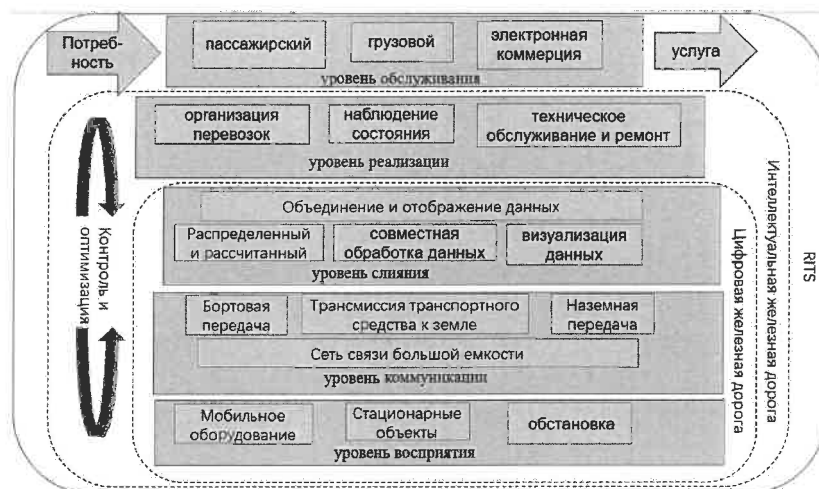 Потреб-
ность
пассажирский
грузовой
электронная
коммерция
услуга
уровень обслуживания
организация
перевозок
наблюдение
состояния
техническое
обслуживание и ремонт
уровень реализации
Объединение и отображение данных
Распределенный
и рассчитанный
совместная
обработка данных
визуализация
данных
уровень слияния
Бортовая
передача
Трансмиссия транспортного
средства к земле
Наземная
передача
Сеть связи большой емкости
уровень коммуникации
Мобильное
оборудование
Стационарные
объекты
обстановка
уровень восприятия
Контроль и
оптимизация
Цифровая железная дорога
Интеллектуальная железная дорога
RITS